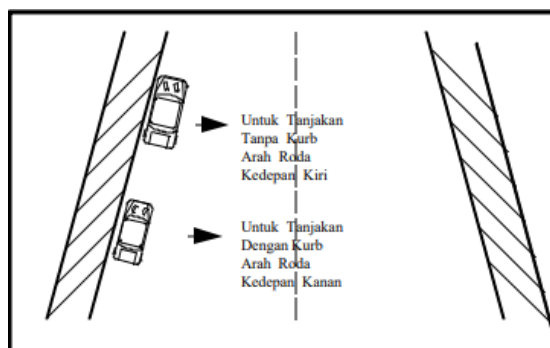 Untuk Tanjakan
Tanpa Kurb
Arah Roda
Kedepan Kiri
Untuk Tanjakan
Dengan Kurb
Arah Roda
Kedepan Kanan